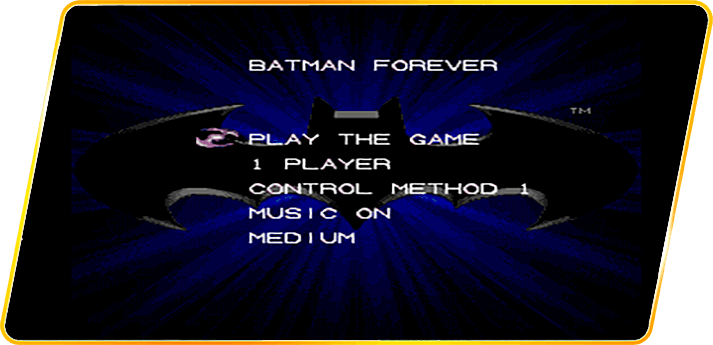 BATMAN FOREVER
TM
PLAY THE GAME
1 PLAYER
CONTROL METHOD 1
MUSIC ON
MEDIUM